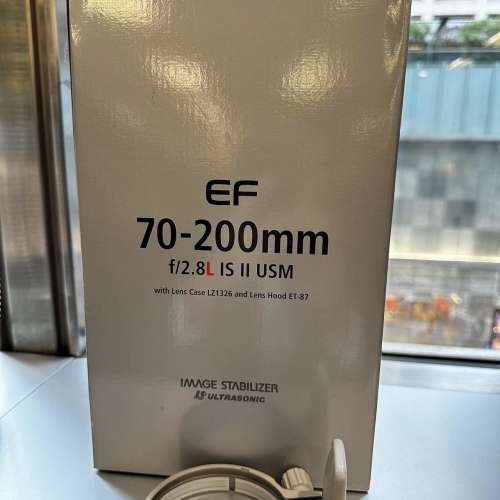 EF
70-200mm
f/2.8L IS II USM
with Lens Case LZ1326 and Lens Hood ET-87
IMAGE STABILIZER
ULTRASONIC